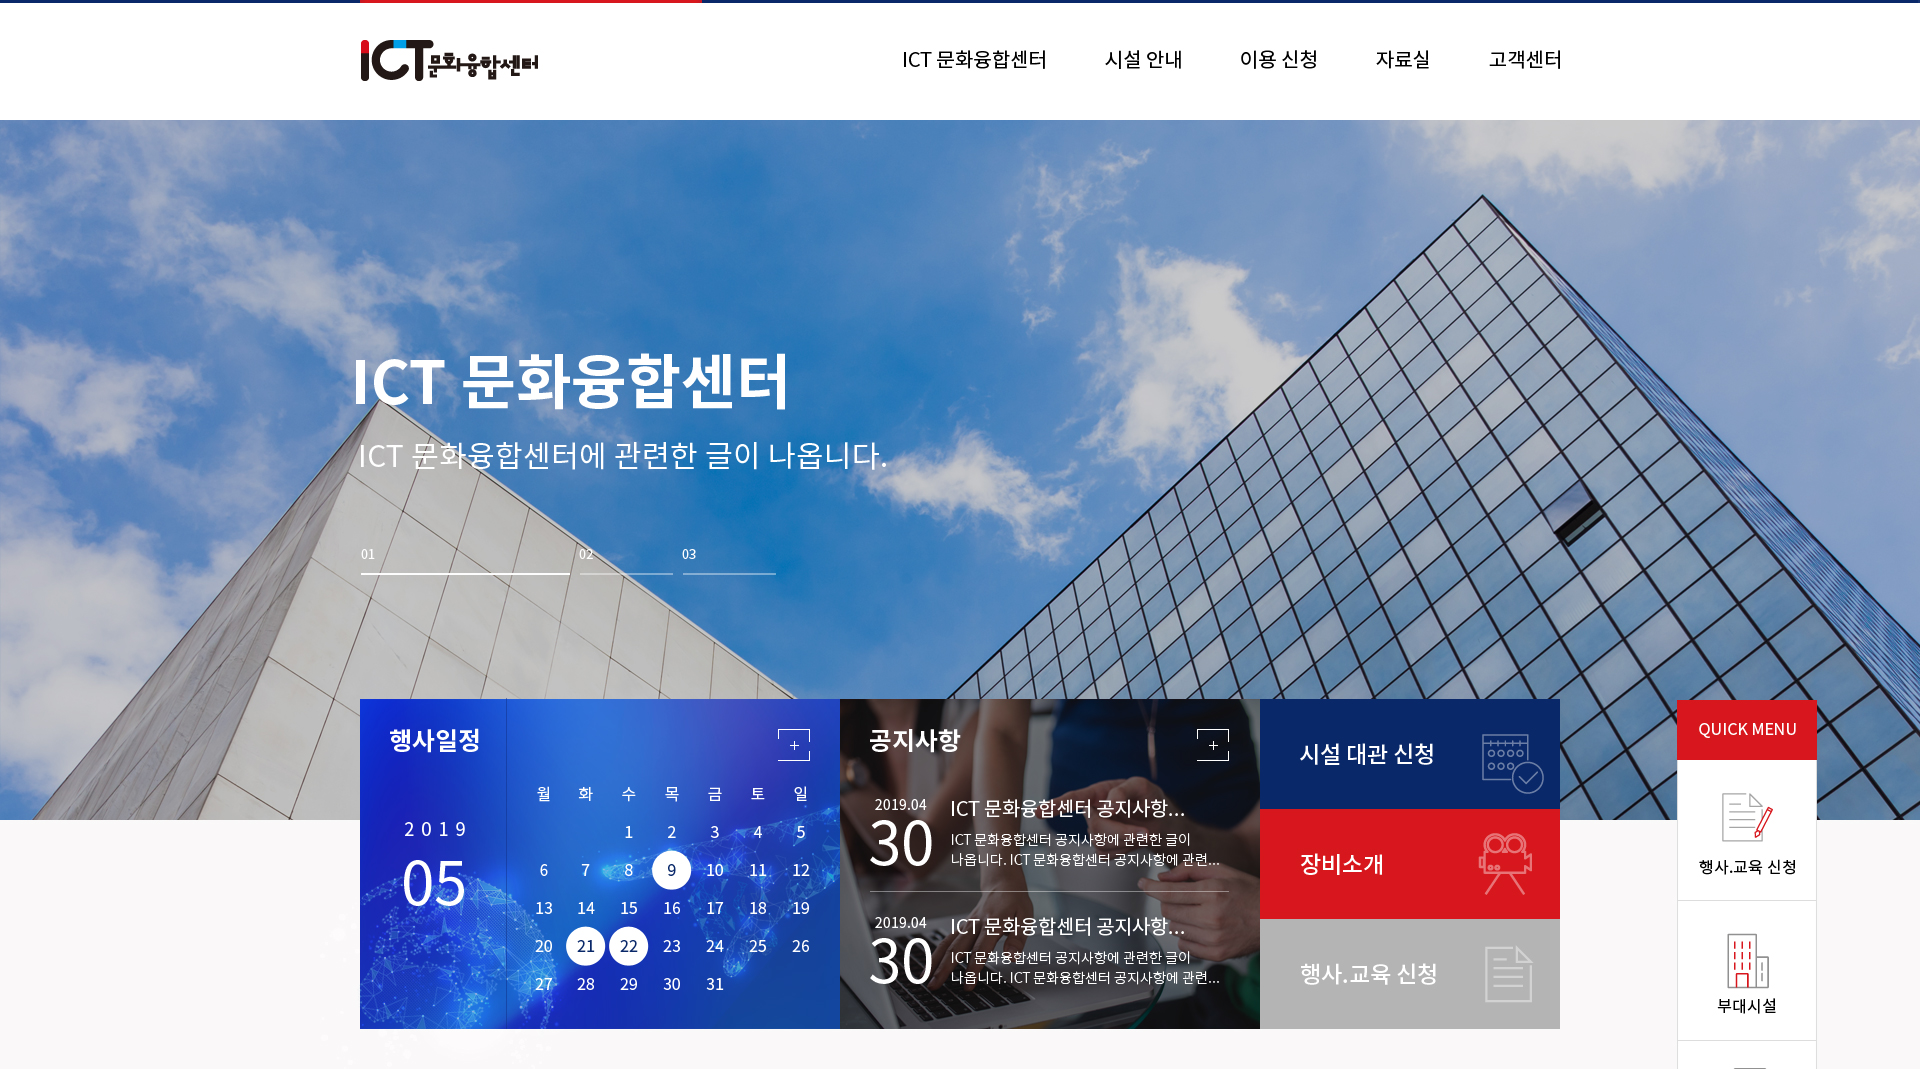 ICT문화융합센터
ICT 문화융합센터 시설 안내 이용 신청 자료실 고객센터
ICT 문화융합센터
ICT 문화융합센터에 관련한 글이 나옵니다.
01 02 03
행사일정
2019
05
월 화 수 목 금 토 일
1 2 3 4 5
6 7 8 9 10 11 12
13 14 15 16 17 18 19
20 21 22 23 24 25 26
27 28 29 30 31
공지사항
2019.04
30
ICT 문화융합센터 공지사항...
ICT 문화융합센터 공지사항에 관련한 글이
나옵니다. ICT 문화융합센터 공지사항에 관련...
2019.04
30
ICT 문화융합센터 공지사항...
ICT 문화융합센터 공지사항에 관련한 글이
나옵니다. ICT 문화융합센터 공지사항에 관련...
시설 대관 신청
장비소개
행사.교육 신청
QUICK MENU
행사.교육 신청
부대시설